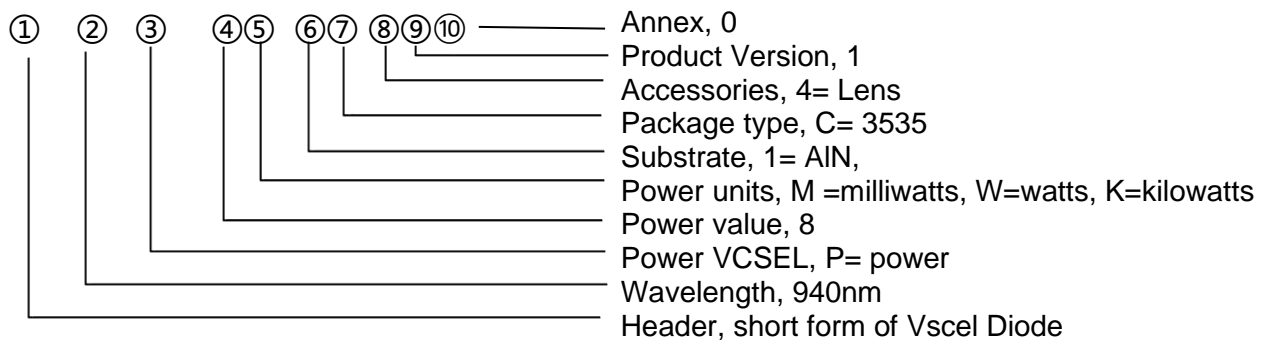 ① ② ③ ④⑤ ⑥⑦ ⑧⑨⑩ Annex, 0
Product Version, 1
Accessories, 4= Lens
Package type, C= 3535
Substrate, 1= AlN,
Power units, M =milliwatts, W=watts, K=kilowatts
Power value, 8
Power VCSEL, P= power
Wavelength, 940nm
Header, short form of Vscel Diode